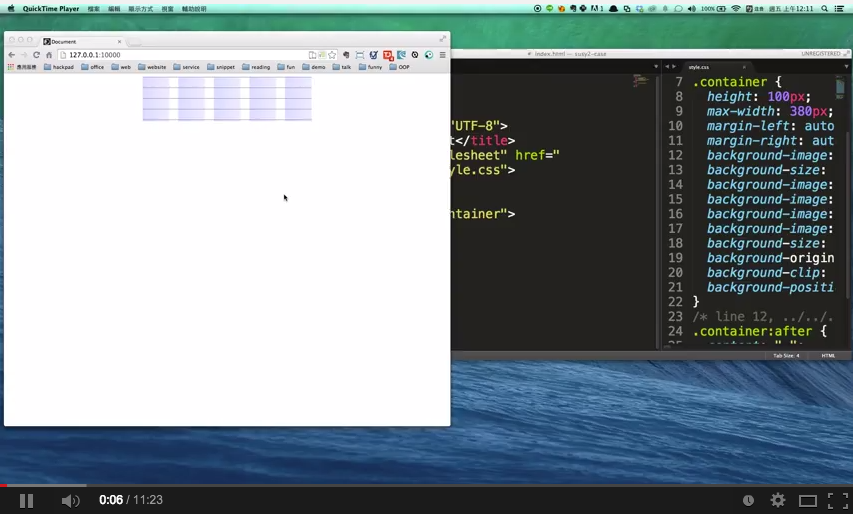 QuickTime Player 檔案 編輯 顯示方式 視窗 輔助說明
1 100% 週五 上午12:11
Document
127.0.0.1:10000
應用服務 hackpad office web website service snippet reading fun demo talk funny OOP
index.html — susy2-case
UNREGISTERED
"UTF-8">
t</title>
lesheet" href="
yle.css">
ntainer">
style.css
7 .container {
8 height: 100px;
9 max-width: 380px;
10 margin-left: auto
11 margin-right: aut
12 background-image:
13 background-size:
14 background-image:
15 background-image:
16 background-image:
17 background-image:
18 background-size:
19 background-origin
20 background-clip:
21 background-positi
22 }
23 /* line 12, ../../.
24 .container:after {
Tab Size: 4 HTML
0:06 / 11:23